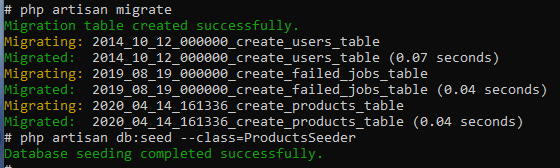 # php artisan migrate
Migration table created successfully.
Migrating: 2014_10_12_000000_create_users_table
Migrated:  2014_10_12_000000_create_users_table (0.07 seconds)
Migrating: 2019_08_19_000000_create_failed_jobs_table
Migrated:  2019_08_19_000000_create_failed_jobs_table (0.04 seconds)
Migrating: 2020_04_14_161336_create_products_table
Migrated:  2020_04_14_161336_create_products_table (0.04 seconds)
# php artisan db:seed --class=ProductsSeeder
Database seeding completed successfully.
#